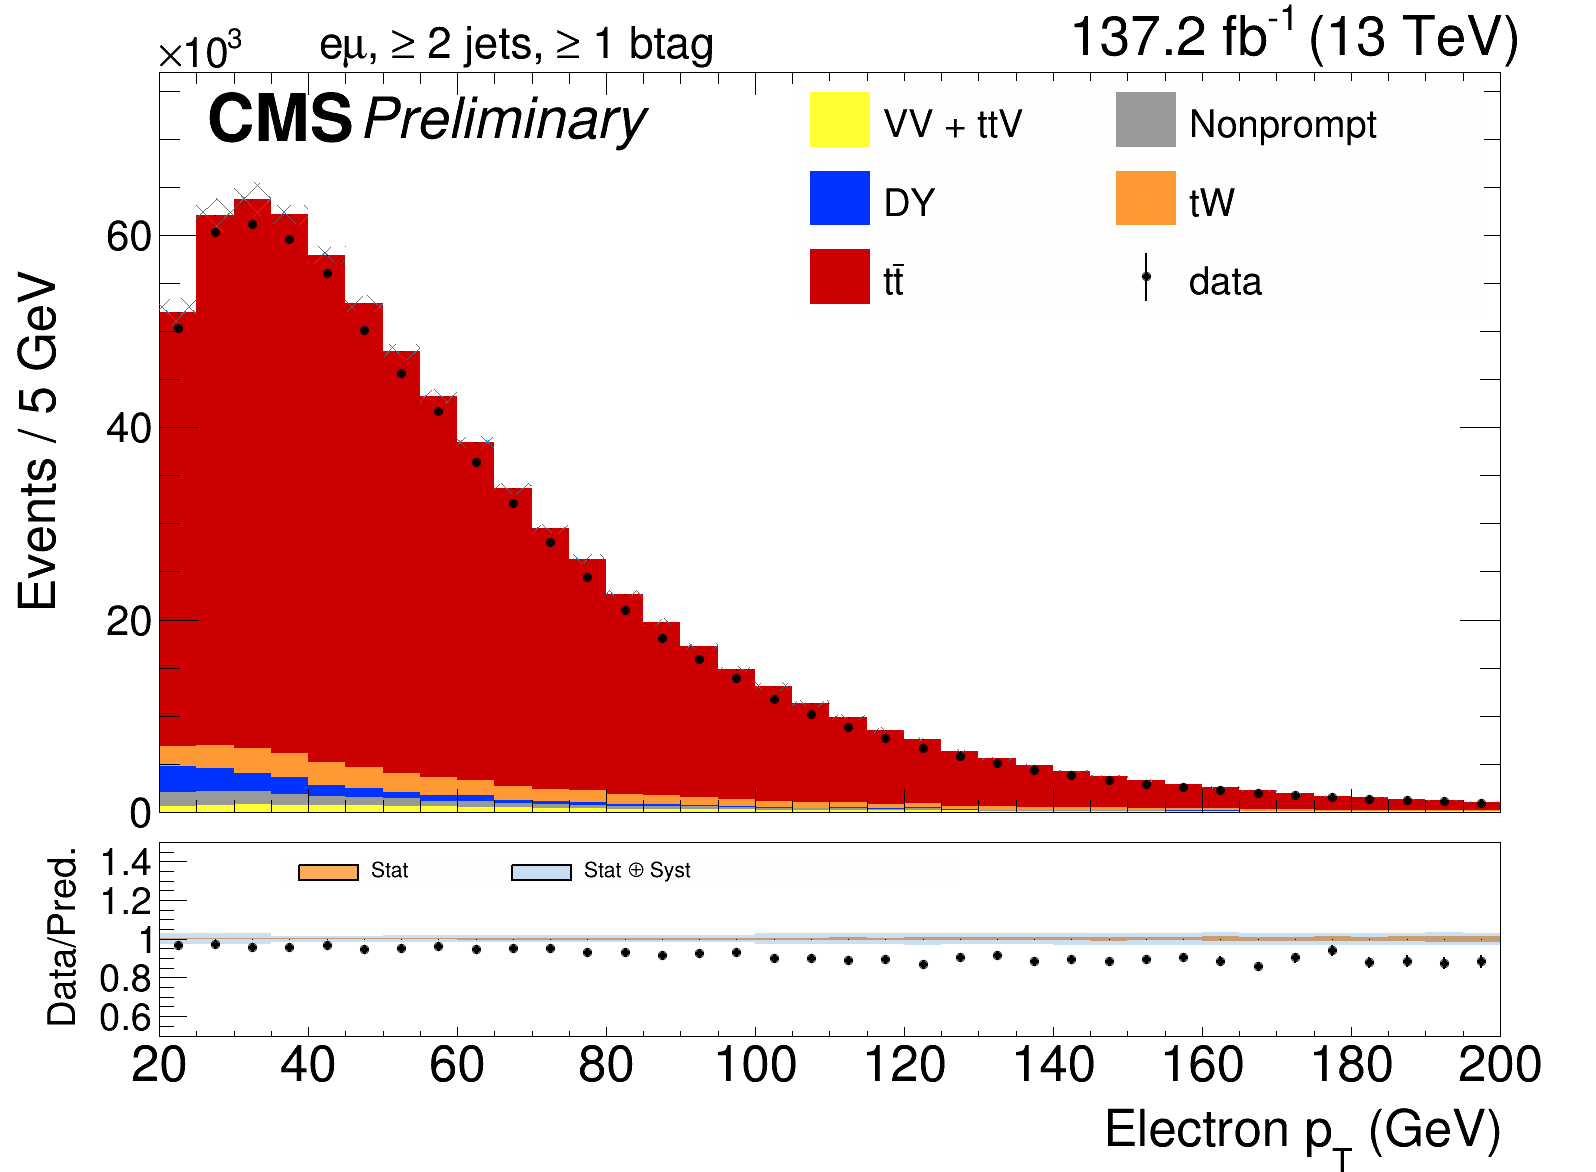 ×10³ eμ, ≥ 2 jets, ≥ 1 btag 137.2 fb⁻¹ (13 TeV)
CMS Preliminary
VV + ttV Nonprompt
DY tW
tt̄ data
Events / 5 GeV
60
40
20
0
Stat Stat ⊕ Syst
Data/Pred.
1.4
1.2
1
0.8
0.6
20 40 60 80 100 120 140 160 180 200
Electron p_T (GeV)